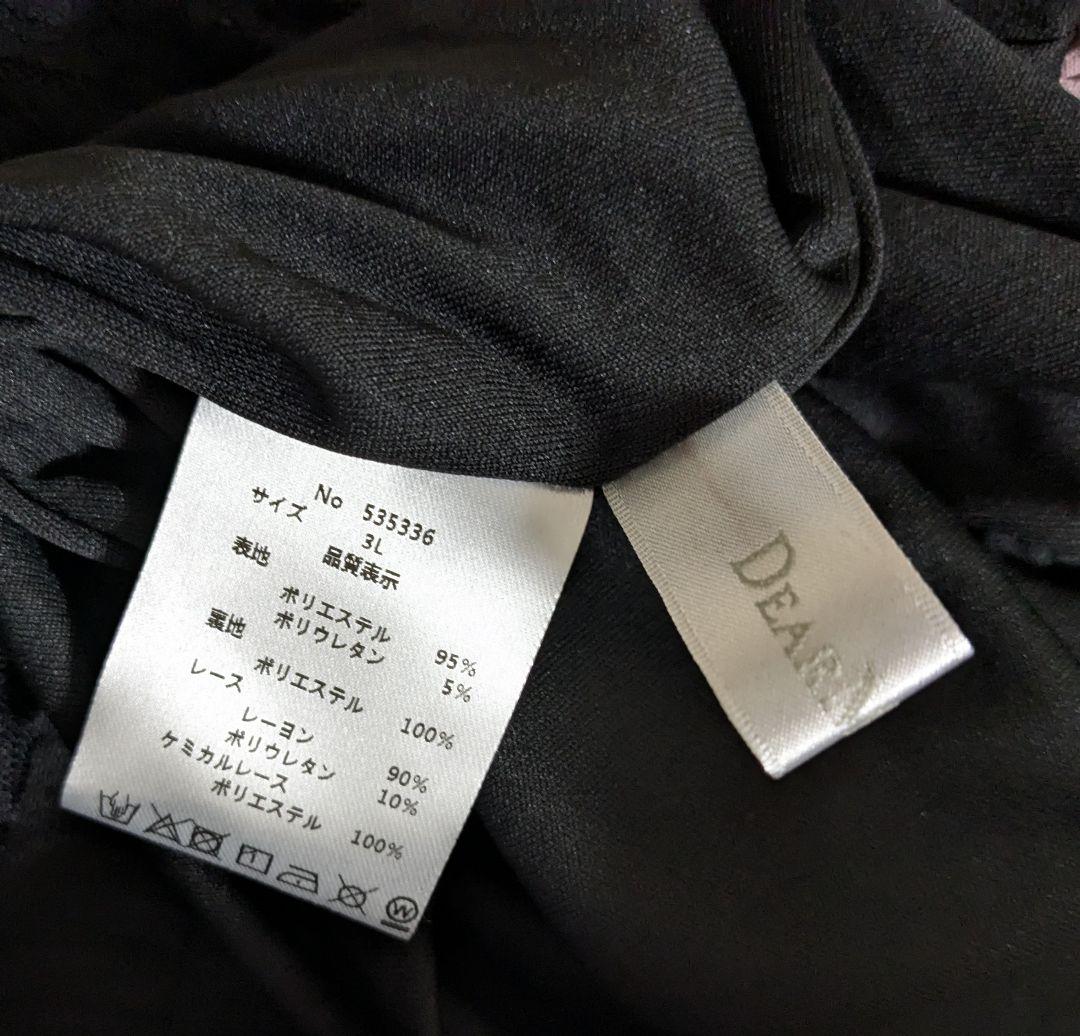 No 535336
サイズ 3L
品質表示
表地
ポリエステル 95%
ポリウレタン 5%
裏地
ポリエステル 100%
レース
レーヨン 90%
ポリウレタン 10%
ケミカルレース
ポリエステル 100%
W